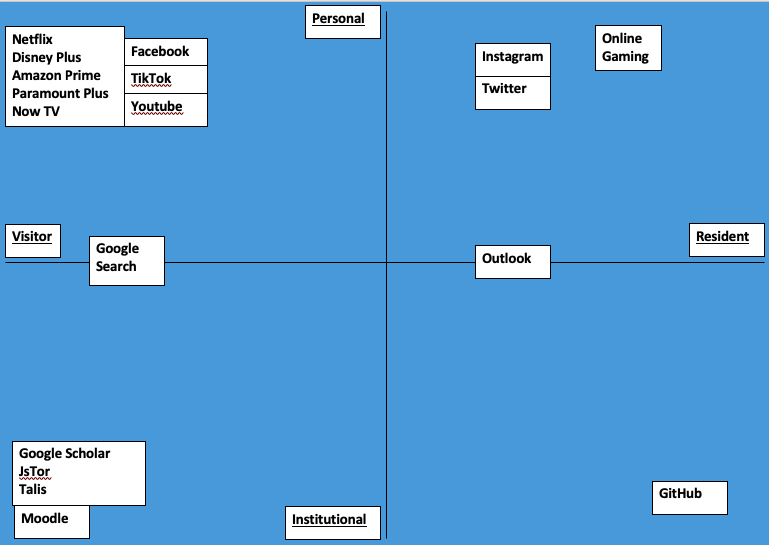 Personal
Netflix
Disney Plus
Amazon Prime
Paramount Plus
Now TV
Facebook
TikTok
Youtube
Instagram
Twitter
Online
Gaming
Visitor
Google
Search
Outlook
Resident
Google Scholar
JsTor
Talis
Moodle
Institutional
GitHub